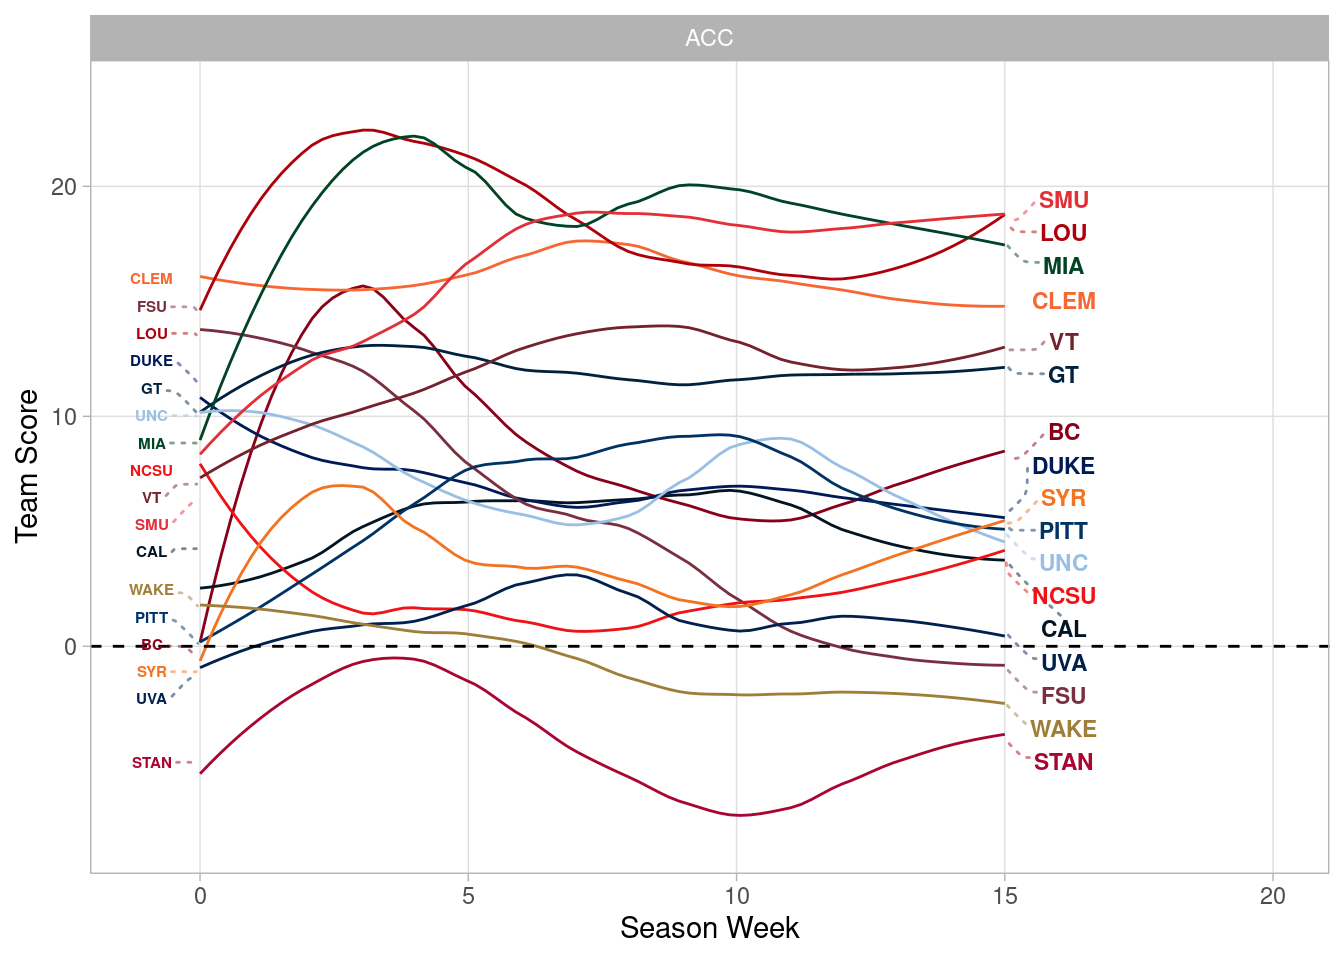 ACC
Team Score
20
10
0
CLEM
FSU
LOU
DUKE
GT
UNC
MIA
NCSU
VT
SMU
CAL
WAKE
PITT
BC
SYR
UVA
STAN
SMU
LOU
MIA
CLEM
VT
GT
BC
DUKE
SYR
PITT
UNC
NCSU
CAL
UVA
FSU
WAKE
STAN
0 5 10 15 20
Season Week